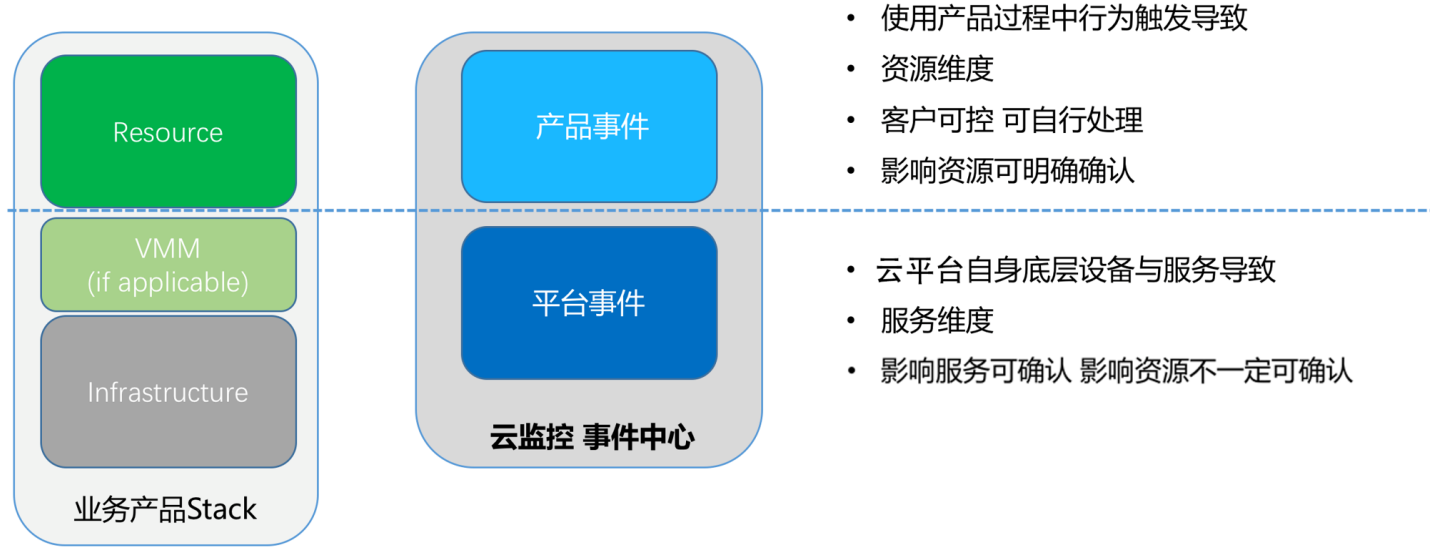 Resource
VMM
(if applicable)
Infrastructure
业务产品Stack
产品事件
平台事件
云监控 事件中心
• 使用产品过程中行为触发导致
• 资源维度
• 客户可控 可自行处理
• 影响资源可明确确认
• 云平台自身底层设备与服务导致
• 服务维度
• 影响服务可确认 影响资源不一定可确认